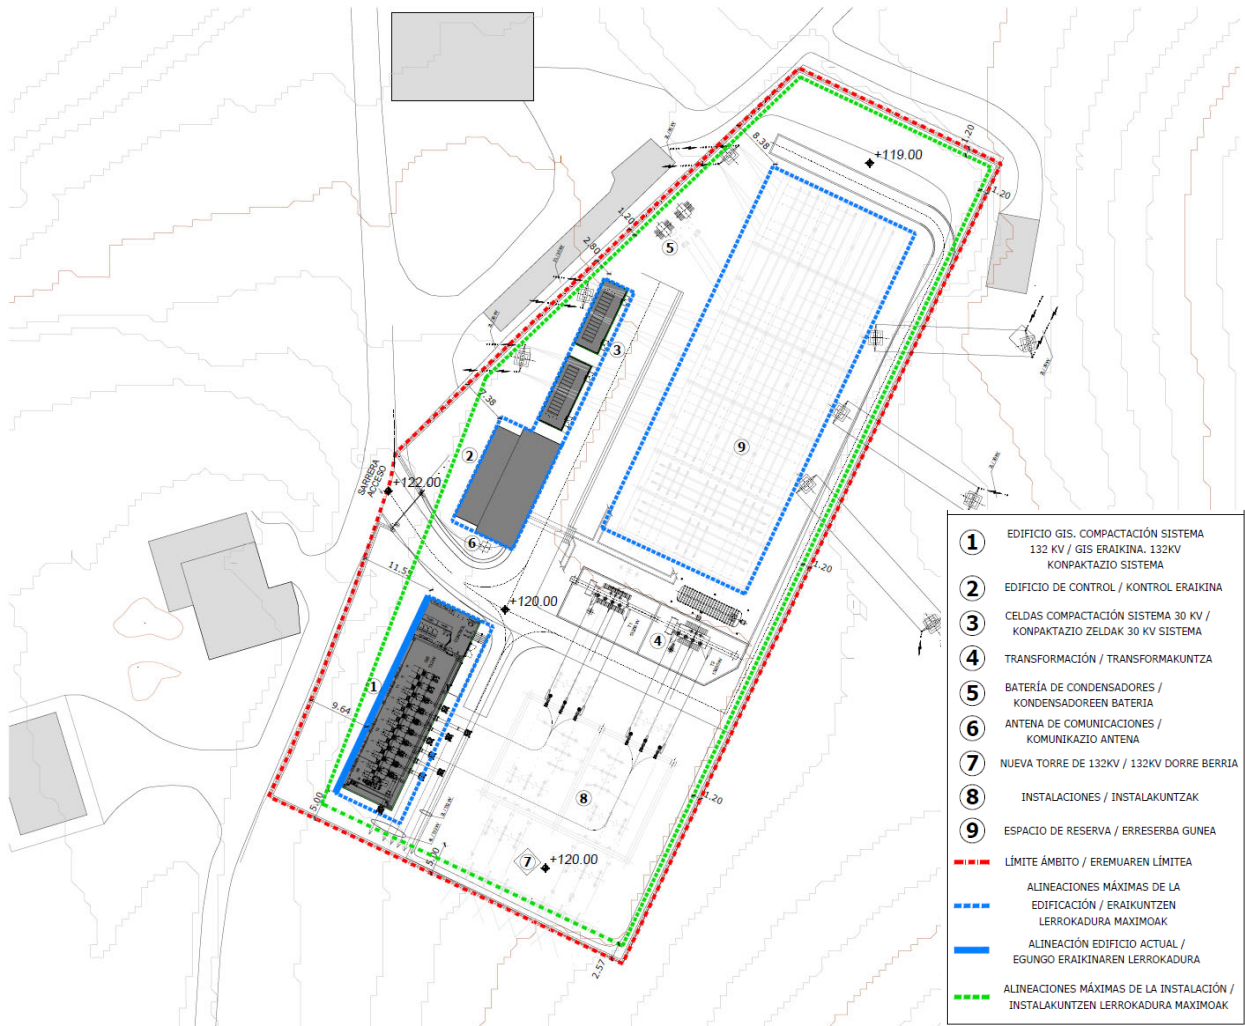 1.20
8.38
+119.00
1.20
1.20
2.80
5
3
7.38
2
9
SARRERA
ACCESO
+122.00
6
11.55
1.20
+120.00
4
1
9.64
1.20
8
5.00
5.00
7
+120.00
2.57
1 EDIFICIO GIS. COMPACTACIÓN SISTEMA
132 KV / GIS ERAIKINA. 132KV
KONPAKTAZIO SISTEMA
2 EDIFICIO DE CONTROL / KONTROL ERAIKINA
3 CELDAS COMPACTACIÓN SISTEMA 30 KV /
KONPAKTAZIO ZELDAK 30 KV SISTEMA
4 TRANSFORMACIÓN / TRANSFORMAKUNTZA
5 BATERÍA DE CONDENSADORES /
KONDENSADOREEN BATERIA
6 ANTENA DE COMUNICACIONES /
KOMUNIKAZIO ANTENA
7 NUEVA TORRE DE 132KV / 132KV DORRE BERRIA
8 INSTALACIONES / INSTALAKUNTZAK
9 ESPACIO DE RESERVA / ERRESERBA GUNEA
LÍMITE ÁMBITO / EREMUAREN LÍMITEA
ALINEACIONES MÁXIMAS DE LA
EDIFICACIÓN / ERAIKUNTZEN
LERROKADURA MAXIMOAK
ALINEACIÓN EDIFICIO ACTUAL /
EGUNGO ERAIKINAREN LERROKADURA
ALINEACIONES MÁXIMAS DE LA INSTALACIÓN /
INSTALAKUNTZEN LERROKADURA MAXIMOAK